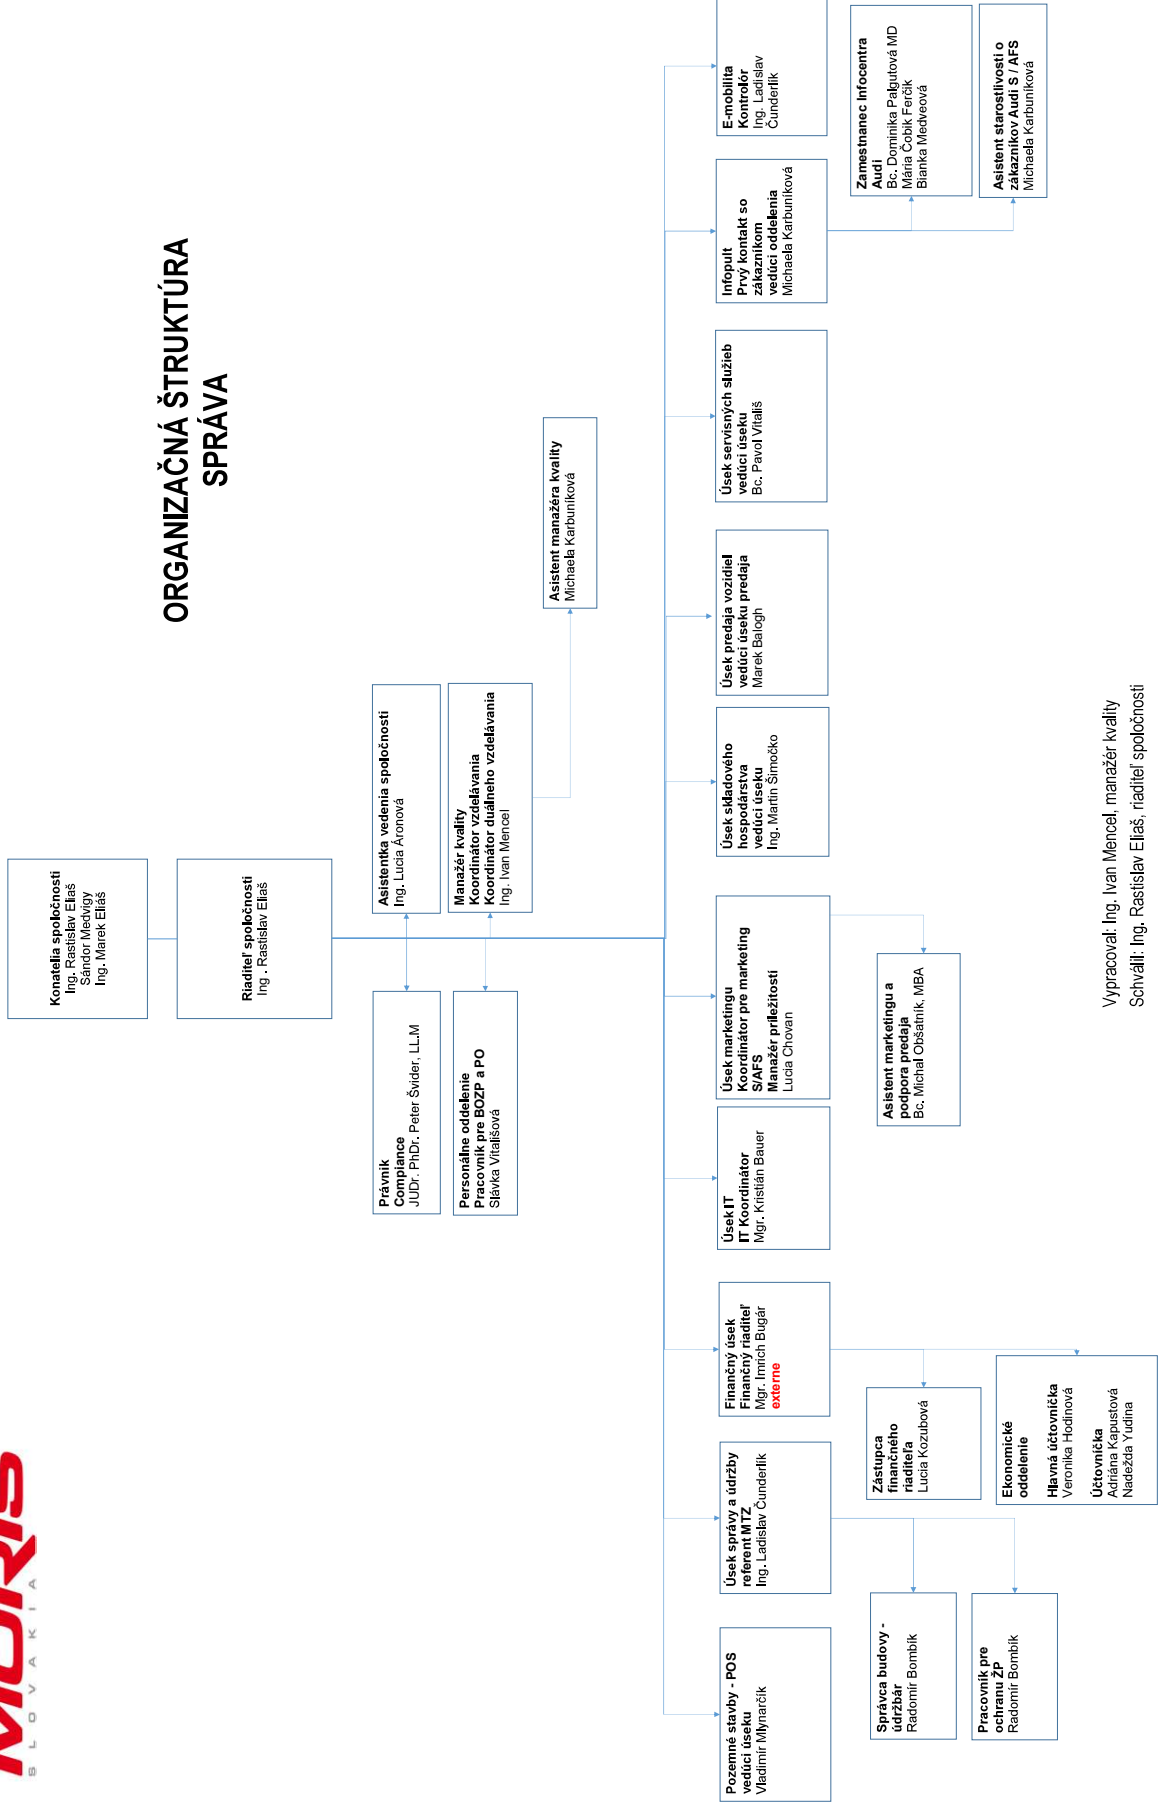 MORIS
SLOVAKIA
ORGANIZAČNÁ ŠTRUKTÚRA
SPRÁVA
Konatelia spoločnosti
Ing. Rastislav Eliaš
Sándor Medvigy
Ing. Marek Eliáš
Riaditeľ spoločnosti
Ing . Rastislav Eliaš
Právnik
Compiance
JUDr. PhDr. Peter Švider, LL.M
Asistentka vedenia spoločnosti
Ing. Lucia Áronová
Personálne oddelenie
Pracovník pre BOZP a PO
Slávka Vitališová
Manažér kvality
Koordinátor vzdelávania
Koordinátor duálneho vzdelávania
Ing. Ivan Mencel
Asistent manažéra kvality
Michaela Karbuníková
Pozemné stavby - POS
vedúci úseku
Vladimír Mlynarčík
Úsek správy a údržby
referent MTZ
Ing. Ladislav Čunderlík
Finančný úsek
Finančný riaditeľ
Mgr. Imrich Bugár
externe
Úsek IT
IT Koordinátor
Mgr. Kristián Bauer
Úsek marketingu
Koordinátor pre marketing
S/AFS
Manažér príležitostí
Lucia Chovan
Úsek skladového
hospodárstva
vedúci úseku
Ing. Martin Šimočko
Úsek predaja vozidiel
vedúci úseku predaja
Marek Balogh
Úsek servisných služieb
vedúci úseku
Bc. Pavol Vitališ
Infopult
Prvý kontakt so
zákazníkom
vedúci oddelenia
Michaela Karbuníková
E-mobilita
Kontrolór
Ing. Ladislav
Čunderlík
Správca budovy -
údržbár
Radomír Bombík
Pracovník pre
ochranu ŽP
Radomír Bombík
Zástupca
finančného
riaditeľa
Lucia Kozubová
Ekonomické
oddelenie
Hlavná účtovníčka
Veronika Hodinová
Účtovníčka
Adriána Kapustová
Nadežda Yudina
Asistent marketingu a
podpora predaja
Bc. Michal Obšatník, MBA
Zamestnanec Infocentra
Audi
Bc. Dominika Palgutová MD
Mária Čobik Ferčik
Bianka Medveová
Asistent starostlivosti o
zákazníkov Audi S / AFS
Michaela Karbuníková
Vypracoval: Ing. Ivan Mencel, manažér kvality
Schválil: Ing. Rastislav Eliaš, riaditeľ spoločnosti